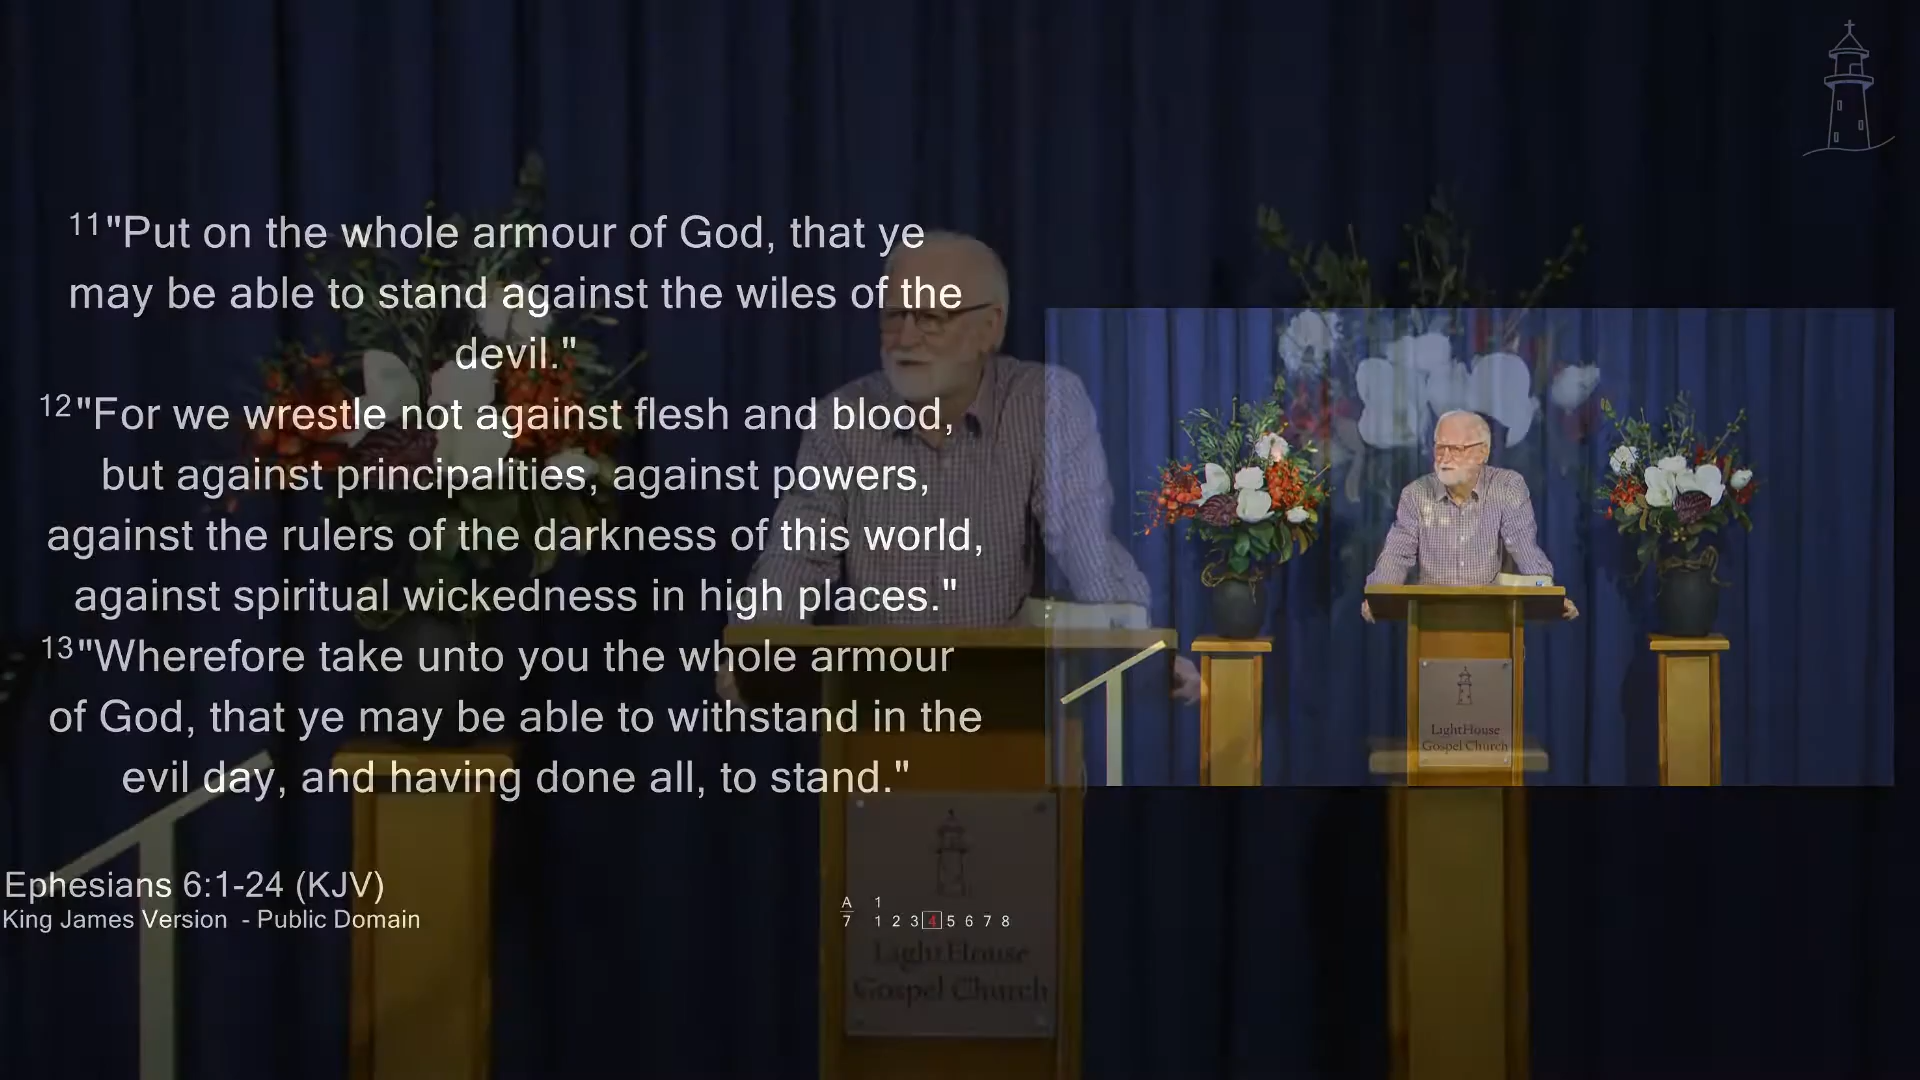 11"Put on the whole armour of God, that ye
may be able to stand against the wiles of the
devil."
12"For we wrestle not against flesh and blood,
but against principalities, against powers,
against the rulers of the darkness of this world,
against spiritual wickedness in high places."
13"Wherefore take unto you the whole armour
of God, that ye may be able to withstand in the
evil day, and having done all, to stand."
Ephesians 6:1-24 (KJV)
King James Version - Public Domain
A 1
7 1 2 3 4 5 6 7 8
LightHouse
Gospel Church
LightHouse
Gospel Church